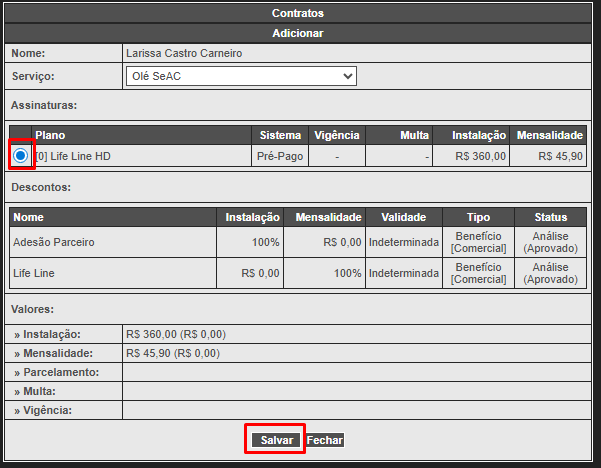 Contratos
Adicionar
Nome: Larissa Castro Carneiro
Serviço: Olé SeAC
Assinaturas:
Plano Sistema Vigência Multa Instalação Mensalidade
[0] Life Line HD Pré-Pago - - R$ 360,00 R$ 45,90
Descontos:
Nome Instalação Mensalidade Validade Tipo Status
Adesão Parceiro 100% R$ 0,00 Indeterminada Benefício [Comercial] Análise (Aprovado)
Life Line R$ 0,00 100% Indeterminada Benefício [Comercial] Análise (Aprovado)
Valores:
» Instalação: R$ 360,00 (R$ 0,00)
» Mensalidade: R$ 45,90 (R$ 0,00)
» Parcelamento:
» Multa:
» Vigência:
Salvar Fechar